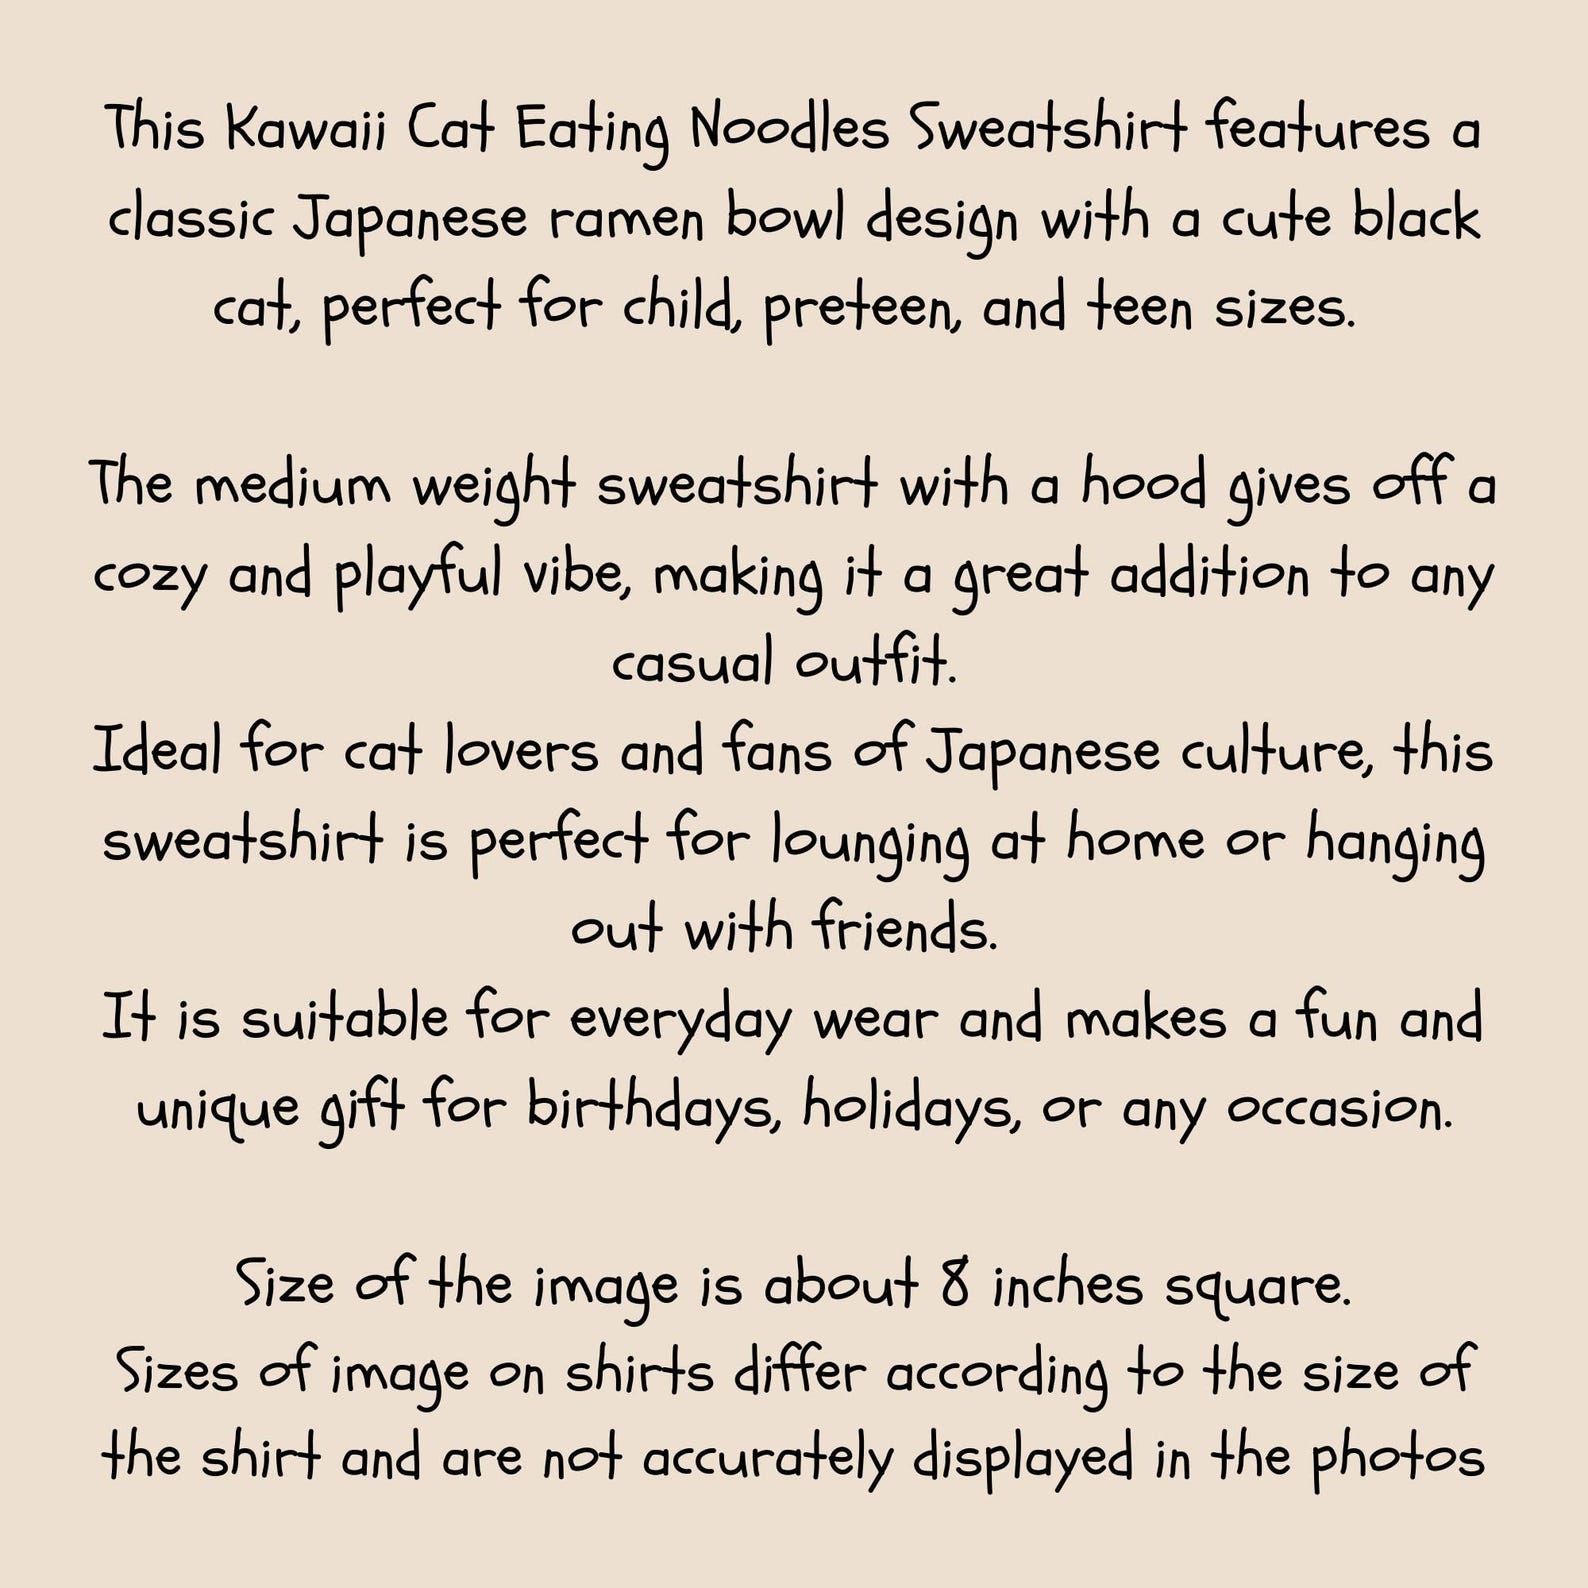 This Kawaii Cat Eating Noodles Sweatshirt features a
classic Japanese ramen bowl design with a cute black
cat, perfect for child, preteen, and teen sizes.
The medium weight sweatshirt with a hood gives off a
cozy and playful vibe, making it a great addition to any
casual outfit.
Ideal for cat lovers and fans of Japanese culture, this
sweatshirt is perfect for lounging at home or hanging
out with friends.
It is suitable for everyday wear and makes a fun and
unique gift for birthdays, holidays, or any occasion.
Size of the image is about 8 inches square.
Sizes of image on shirts differ according to the size of
the shirt and are not accurately displayed in the photos